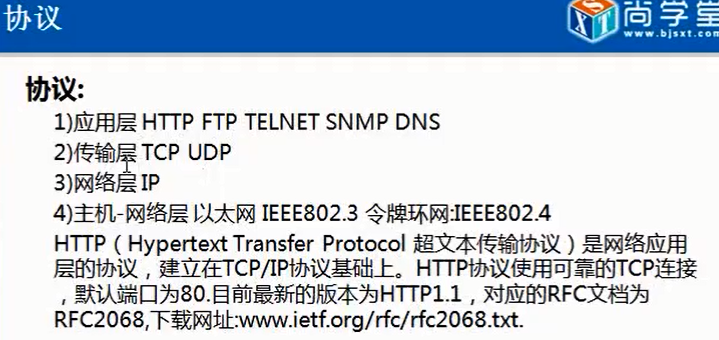 协议
尚学堂
www.bjsxt.com
协议:
1)应用层 HTTP FTP TELNET SNMP DNS
2)传输层 TCP UDP
3)网络层 IP
4)主机-网络层 以太网 IEEE802.3 令牌环网:IEEE802.4
HTTP（Hypertext Transfer Protocol 超文本传输协议）是网络应用
层的协议，建立在TCP/IP协议基础上。HTTP协议使用可靠的TCP连接
，默认端口为80.目前最新的版本为HTTP1.1，对应的RFC文档为
RFC2068,下载网址:www.ietf.org/rfc/rfc2068.txt.